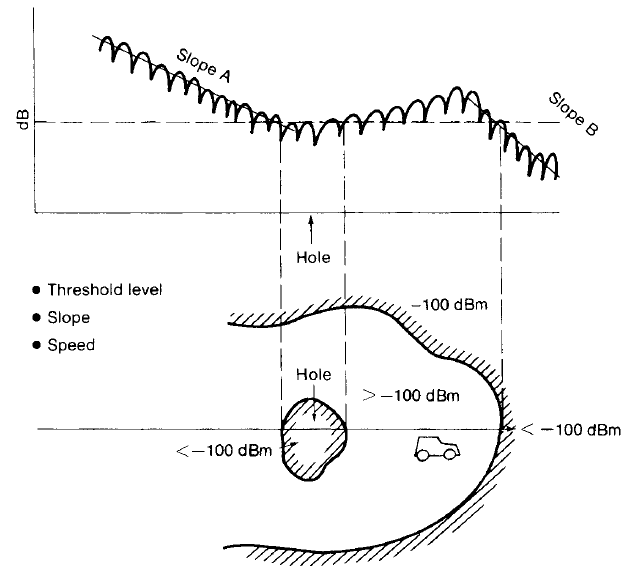 Slope A
dB
Slope B
Hole
● Threshold level
● Slope
● Speed
-100 dBm
Hole
> -100 dBm
< -100 dBm
< -100 dBm